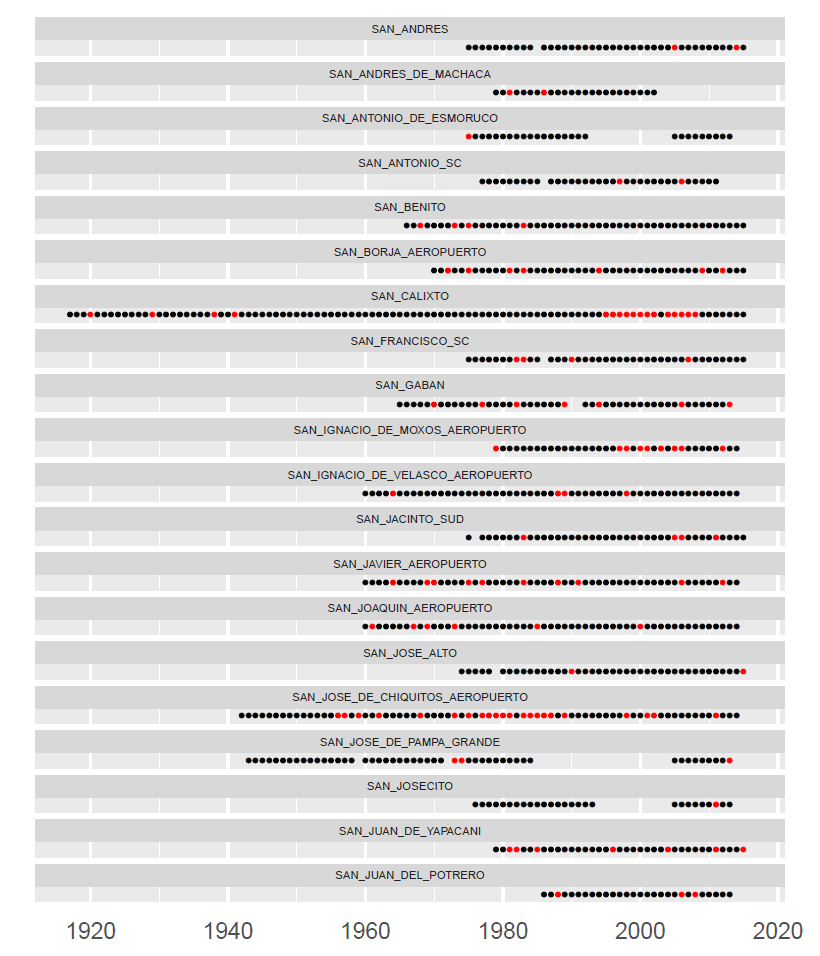 SAN_ANDRES
SAN_ANDRES_DE_MACHACA
SAN_ANTONIO_DE_ESMORUCO
SAN_ANTONIO_SC
SAN_BENITO
SAN_BORJA_AEROPUERTO
SAN_CALIXTO
SAN_FRANCISCO_SC
SAN_GABAN
SAN_IGNACIO_DE_MOXOS_AEROPUERTO
SAN_IGNACIO_DE_VELASCO_AEROPUERTO
SAN_JACINTO_SUD
SAN_JAVIER_AEROPUERTO
SAN_JOAQUIN_AEROPUERTO
SAN_JOSE_ALTO
SAN_JOSE_DE_CHIQUITOS_AEROPUERTO
SAN_JOSE_DE_PAMPA_GRANDE
SAN_JOSECITO
SAN_JUAN_DE_YAPACANI
SAN_JUAN_DEL_POTRERO
1920 1940 1960 1980 2000 2020